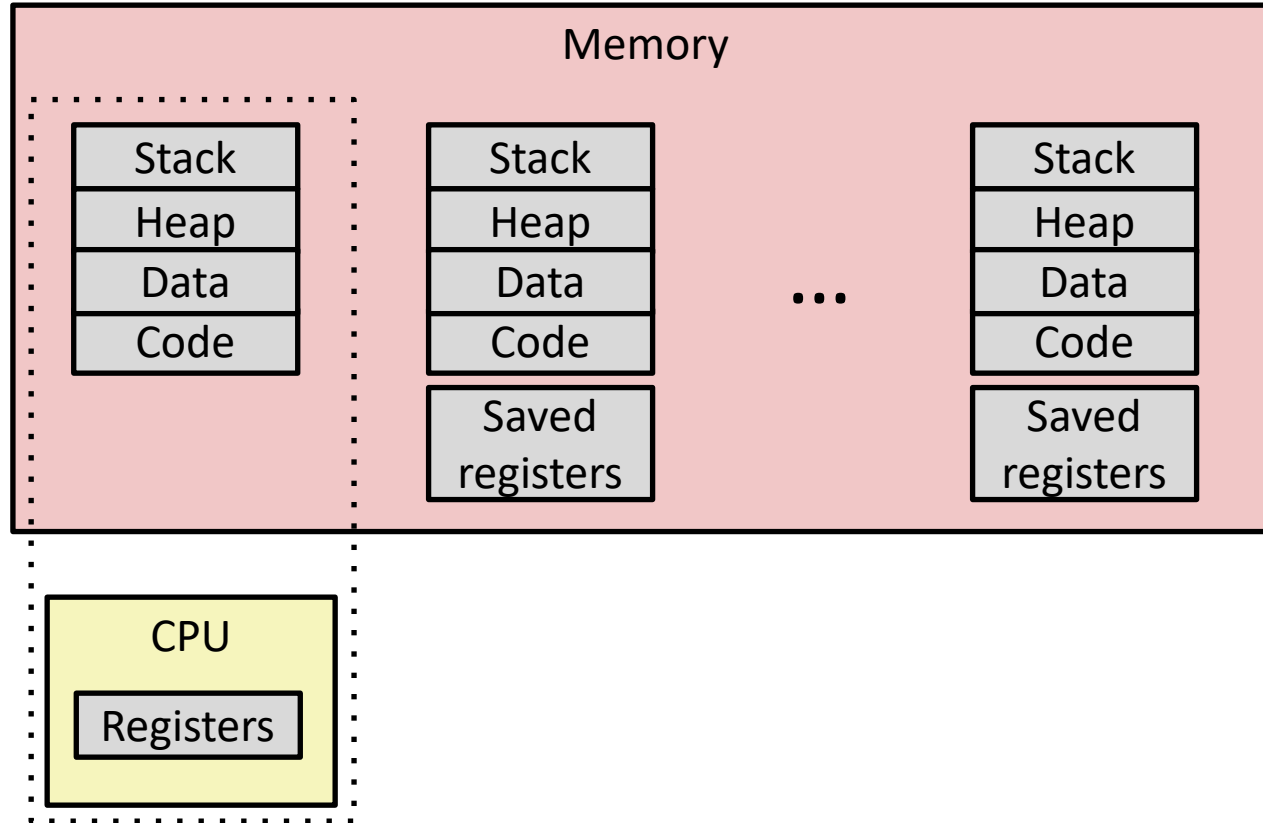 Memory
Stack
Heap
Data
Code
Stack
Heap
Data
Code
Saved
registers
...
Stack
Heap
Data
Code
Saved
registers
CPU
Registers